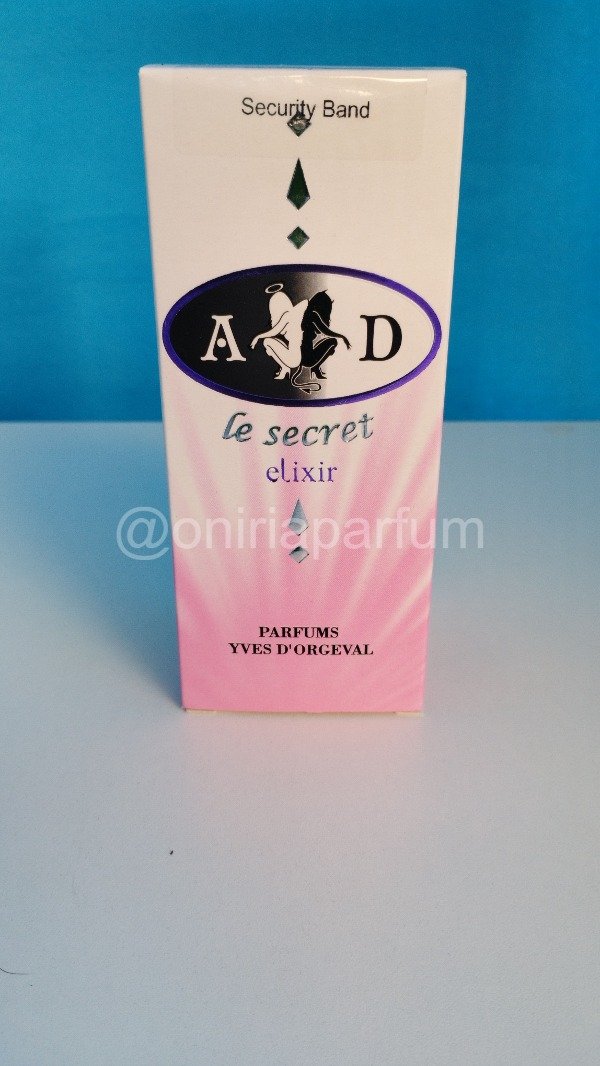 Security Band
A D
le secret
elixir
@oniriaparfum
PARFUMS
YVES D'ORGEVAL